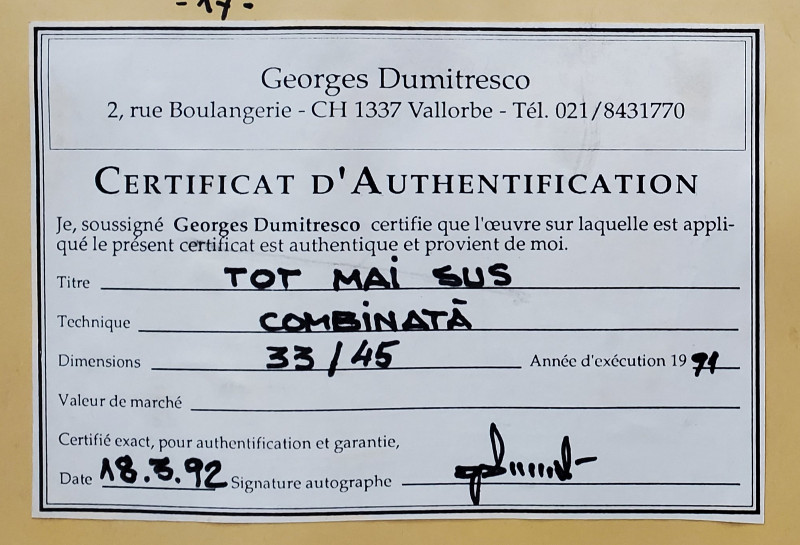 - 17 -
Georges Dumitresco
2, rue Boulangerie - CH 1337 Vallorbe - Tél. 021/8431770
CERTIFICAT D'AUTHENTIFICATION
Je, soussigné Georges Dumitresco certifie que l'œuvre sur laquelle est appli-
qué le présent certificat est authentique et provient de moi.
Titre TOT MAI SUS
Technique COMBINATĂ
Dimensions 33/45 Année d'exécution 1991
Valeur de marché
Certifié exact, pour authentification et garantie,
Date 18.3.92 Signature autographe